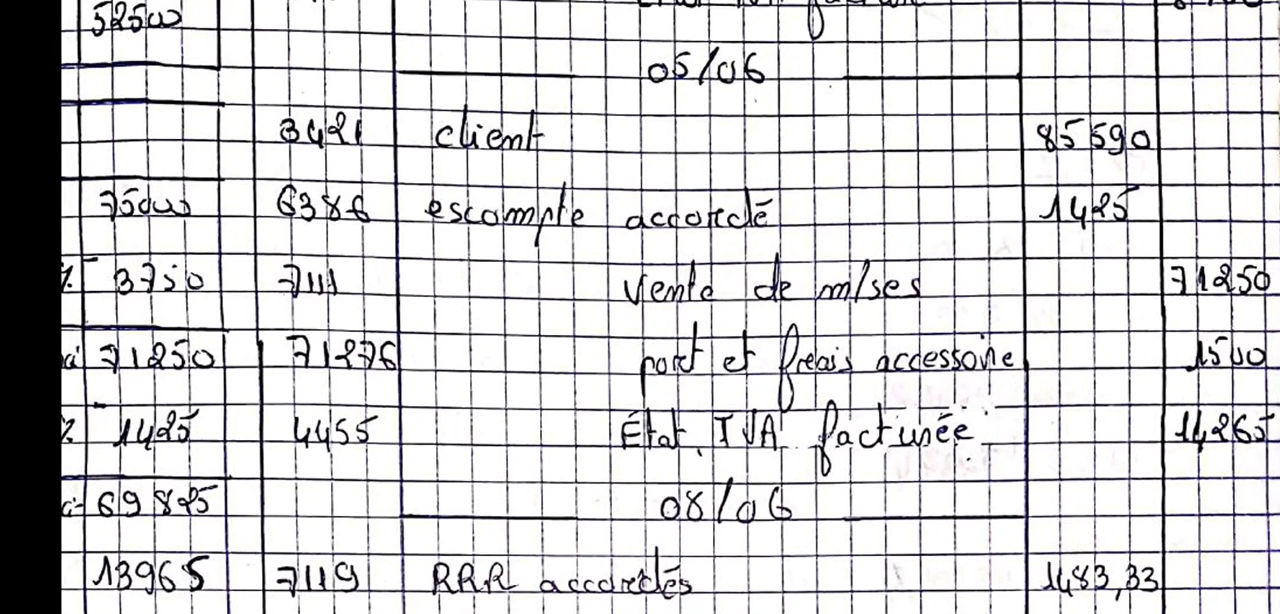 52500
05/06
3421 client 85590
75000 6386 escompte accordé 1425
3750 7111 Vente de m/ses 71250
71250 71276 port et freais accessoire 1500
1425 4455 État, TVA facturée 14265
69825 08/06
13965 7119 RRR accordés 1483,33